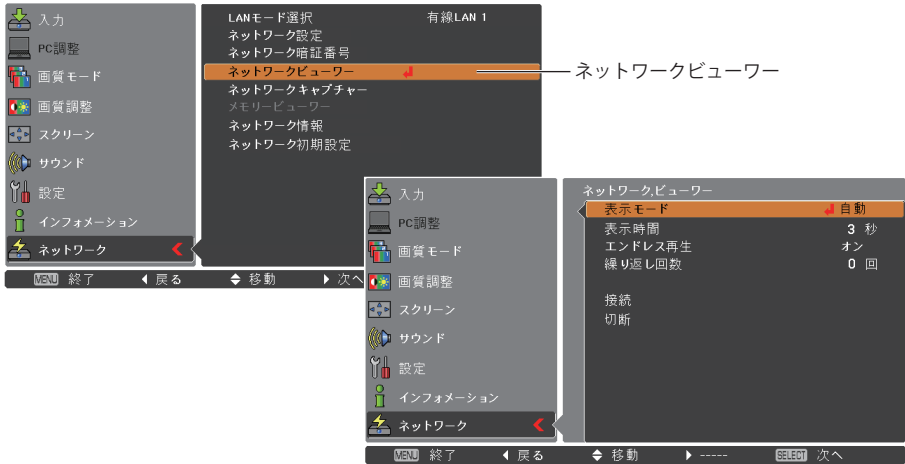 入力
PC調整
画質モード
画質調整
スクリーン
サウンド
設定
インフォメーション
ネットワーク
LANモード選択 有線LAN 1
ネットワーク設定
ネットワーク暗証番号
ネットワークビューワー
ネットワークキャプチャー
メモリービューワー
ネットワーク情報
ネットワーク初期設定
MENU 終了 戻る 移動 次へ
ネットワークビューワー
入力
PC調整
画質モード
画質調整
スクリーン
サウンド
設定
インフォメーション
ネットワーク
ネットワーク,ビューワー
表示モード 自動
表示時間 3 秒
エンドレス再生 オン
繰り返し回数 0 回
接続
切断
MENU 終了 戻る 移動 ----- SELECT 次へ